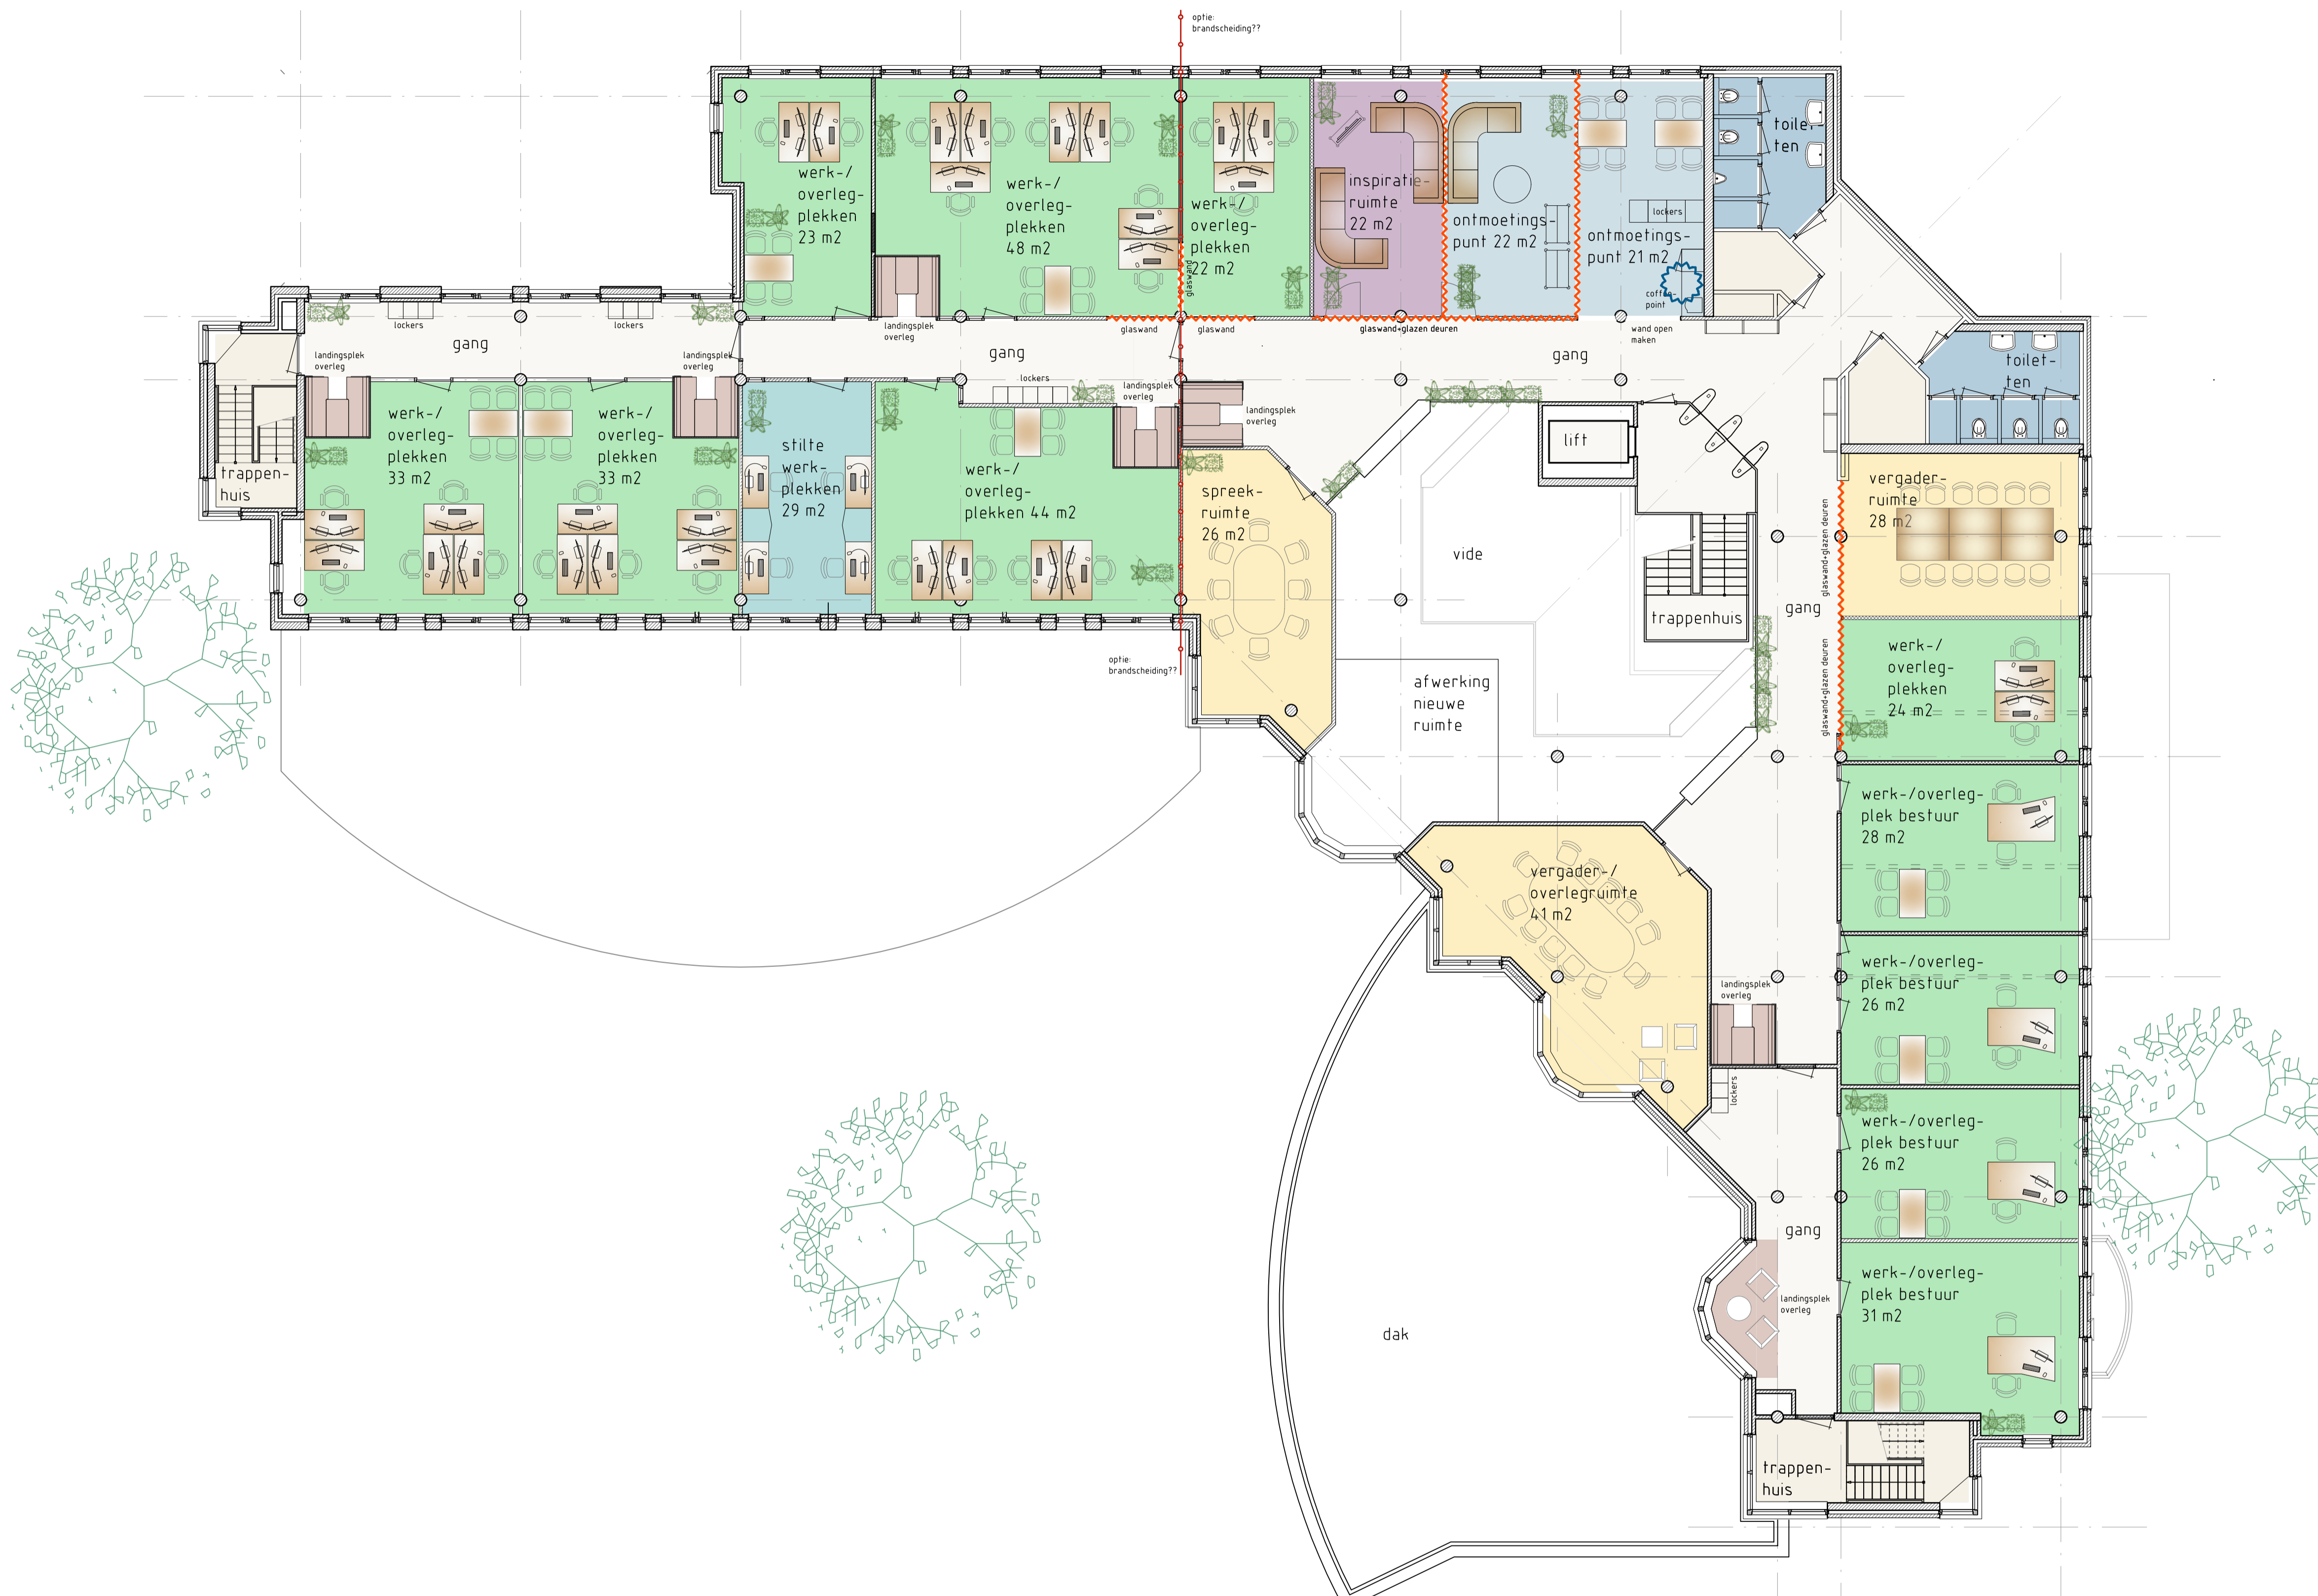 optie:
brandscheiding??
werk-/
overleg-
plekken
23 m2
werk-/
overleg-
plekken
48 m2
werk-/
overleg-
plekken
22 m2
glaswand
inspiratie-
ruimte
22 m2
ontmoetings-
punt 22 m2
lockers
ontmoetings-
punt 21 m2
coffee-
point
toilet-
ten
lockers
lockers
gang
landingsplek
overleg
landingsplek
overleg
landingsplek
overleg
gang
glaswand
glaswand
glaswand+glazen deuren
wand open
maken
gang
toilet-
ten
lockers
landingsplek
overleg
landingsplek
overleg
trappen-
huis
werk-/
overleg-
plekken
33 m2
werk-/
overleg-
plekken
33 m2
stilte
werk-
plekken
29 m2
werk-/
overleg-
plekken 44 m2
spreek-
ruimte
26 m2
lift
vide
trappenhuis
gang
glaswand+glazen deuren
vergader-
ruimte
28 m2
optie:
brandscheiding??
afwerking
nieuwe
ruimte
glaswand+glazen deuren
werk-/
overleg-
plekken
24 m2
werk-/overleg-
plek bestuur
28 m2
vergader-/
overlegruimte
41 m2
werk-/overleg-
plek bestuur
26 m2
landingsplek
overleg
lockers
werk-/overleg-
plek bestuur
26 m2
gang
landingsplek
overleg
werk-/overleg-
plek bestuur
31 m2
dak
trappen-
huis